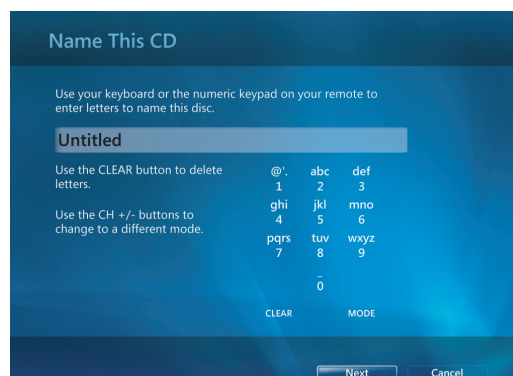 Name This CD
Use your keyboard or the numeric keypad on your remote to
enter letters to name this disc.
Untitled
Use the CLEAR button to delete
letters.
Use the CH +/- buttons to
change to a different mode.
@'. abc def
1 2 3
ghi jkl mno
4 5 6
pqrs tuv wxyz
7 8 9
_
0
CLEAR MODE
Next Cancel